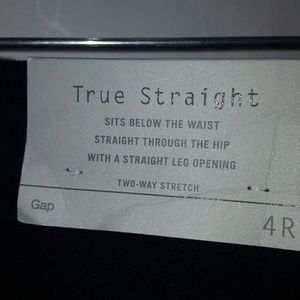 True Straight
SITS BELOW THE WAIST
STRAIGHT THROUGH THE HIP
WITH A STRAIGHT LEG OPENING
TWO-WAY STRETCH
Gap
4R